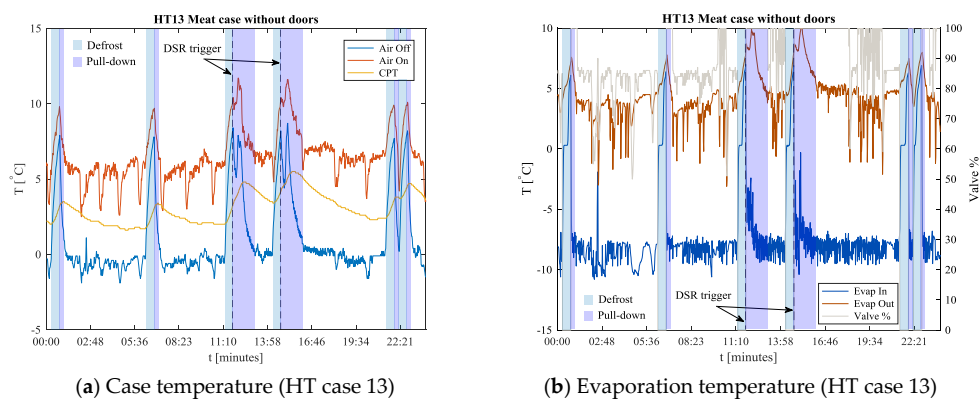 HT13 Meat case without doors
15
10
5
0
-5
T [°C]
Defrost
Pull-down
DSR trigger
Air Off
Air On
CPT
00:00 02:48 05:36 08:23 11:10 13:58 16:46 19:34 22:21
t [minutes]
(a) Case temperature (HT case 13)
HT13 Meat case without doors
10
5
0
-5
-10
-15
T [°C]
100
90
80
70
60
50
40
30
20
10
0
Valve %
DSR trigger
Defrost
Pull-down
Evap In
Evap Out
Valve %
00:00 02:48 05:36 08:23 11:10 13:58 16:46 19:34 22:21
t [minutes]
(b) Evaporation temperature (HT case 13)